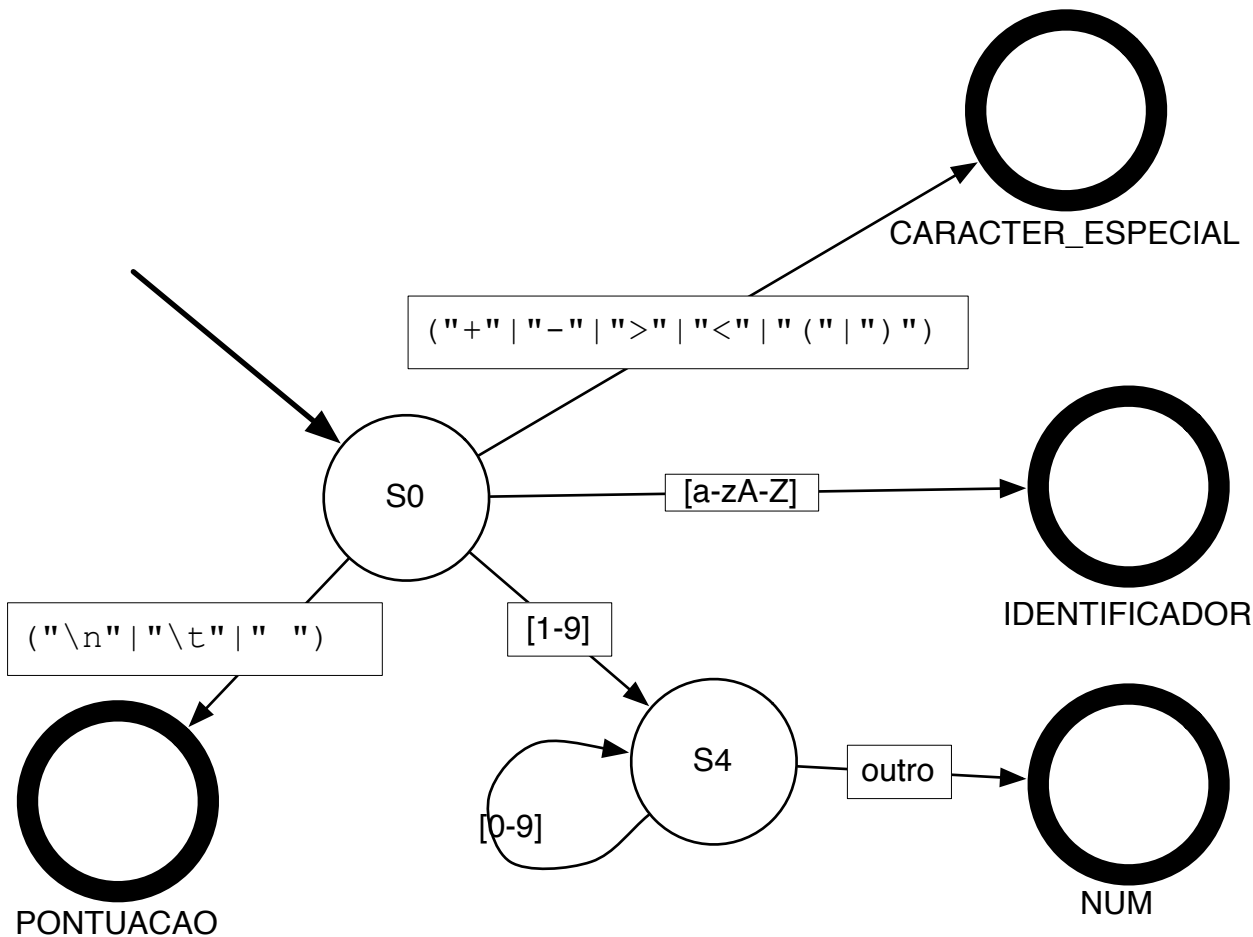 CARACTER_ESPECIAL
("+"|"-"|">"|"<"|"("|")")
S0
[a-zA-Z]
IDENTIFICADOR
("\n"|"\t"|" ")
[1-9]
S4
outro
[0-9]
NUM
PONTUACAO